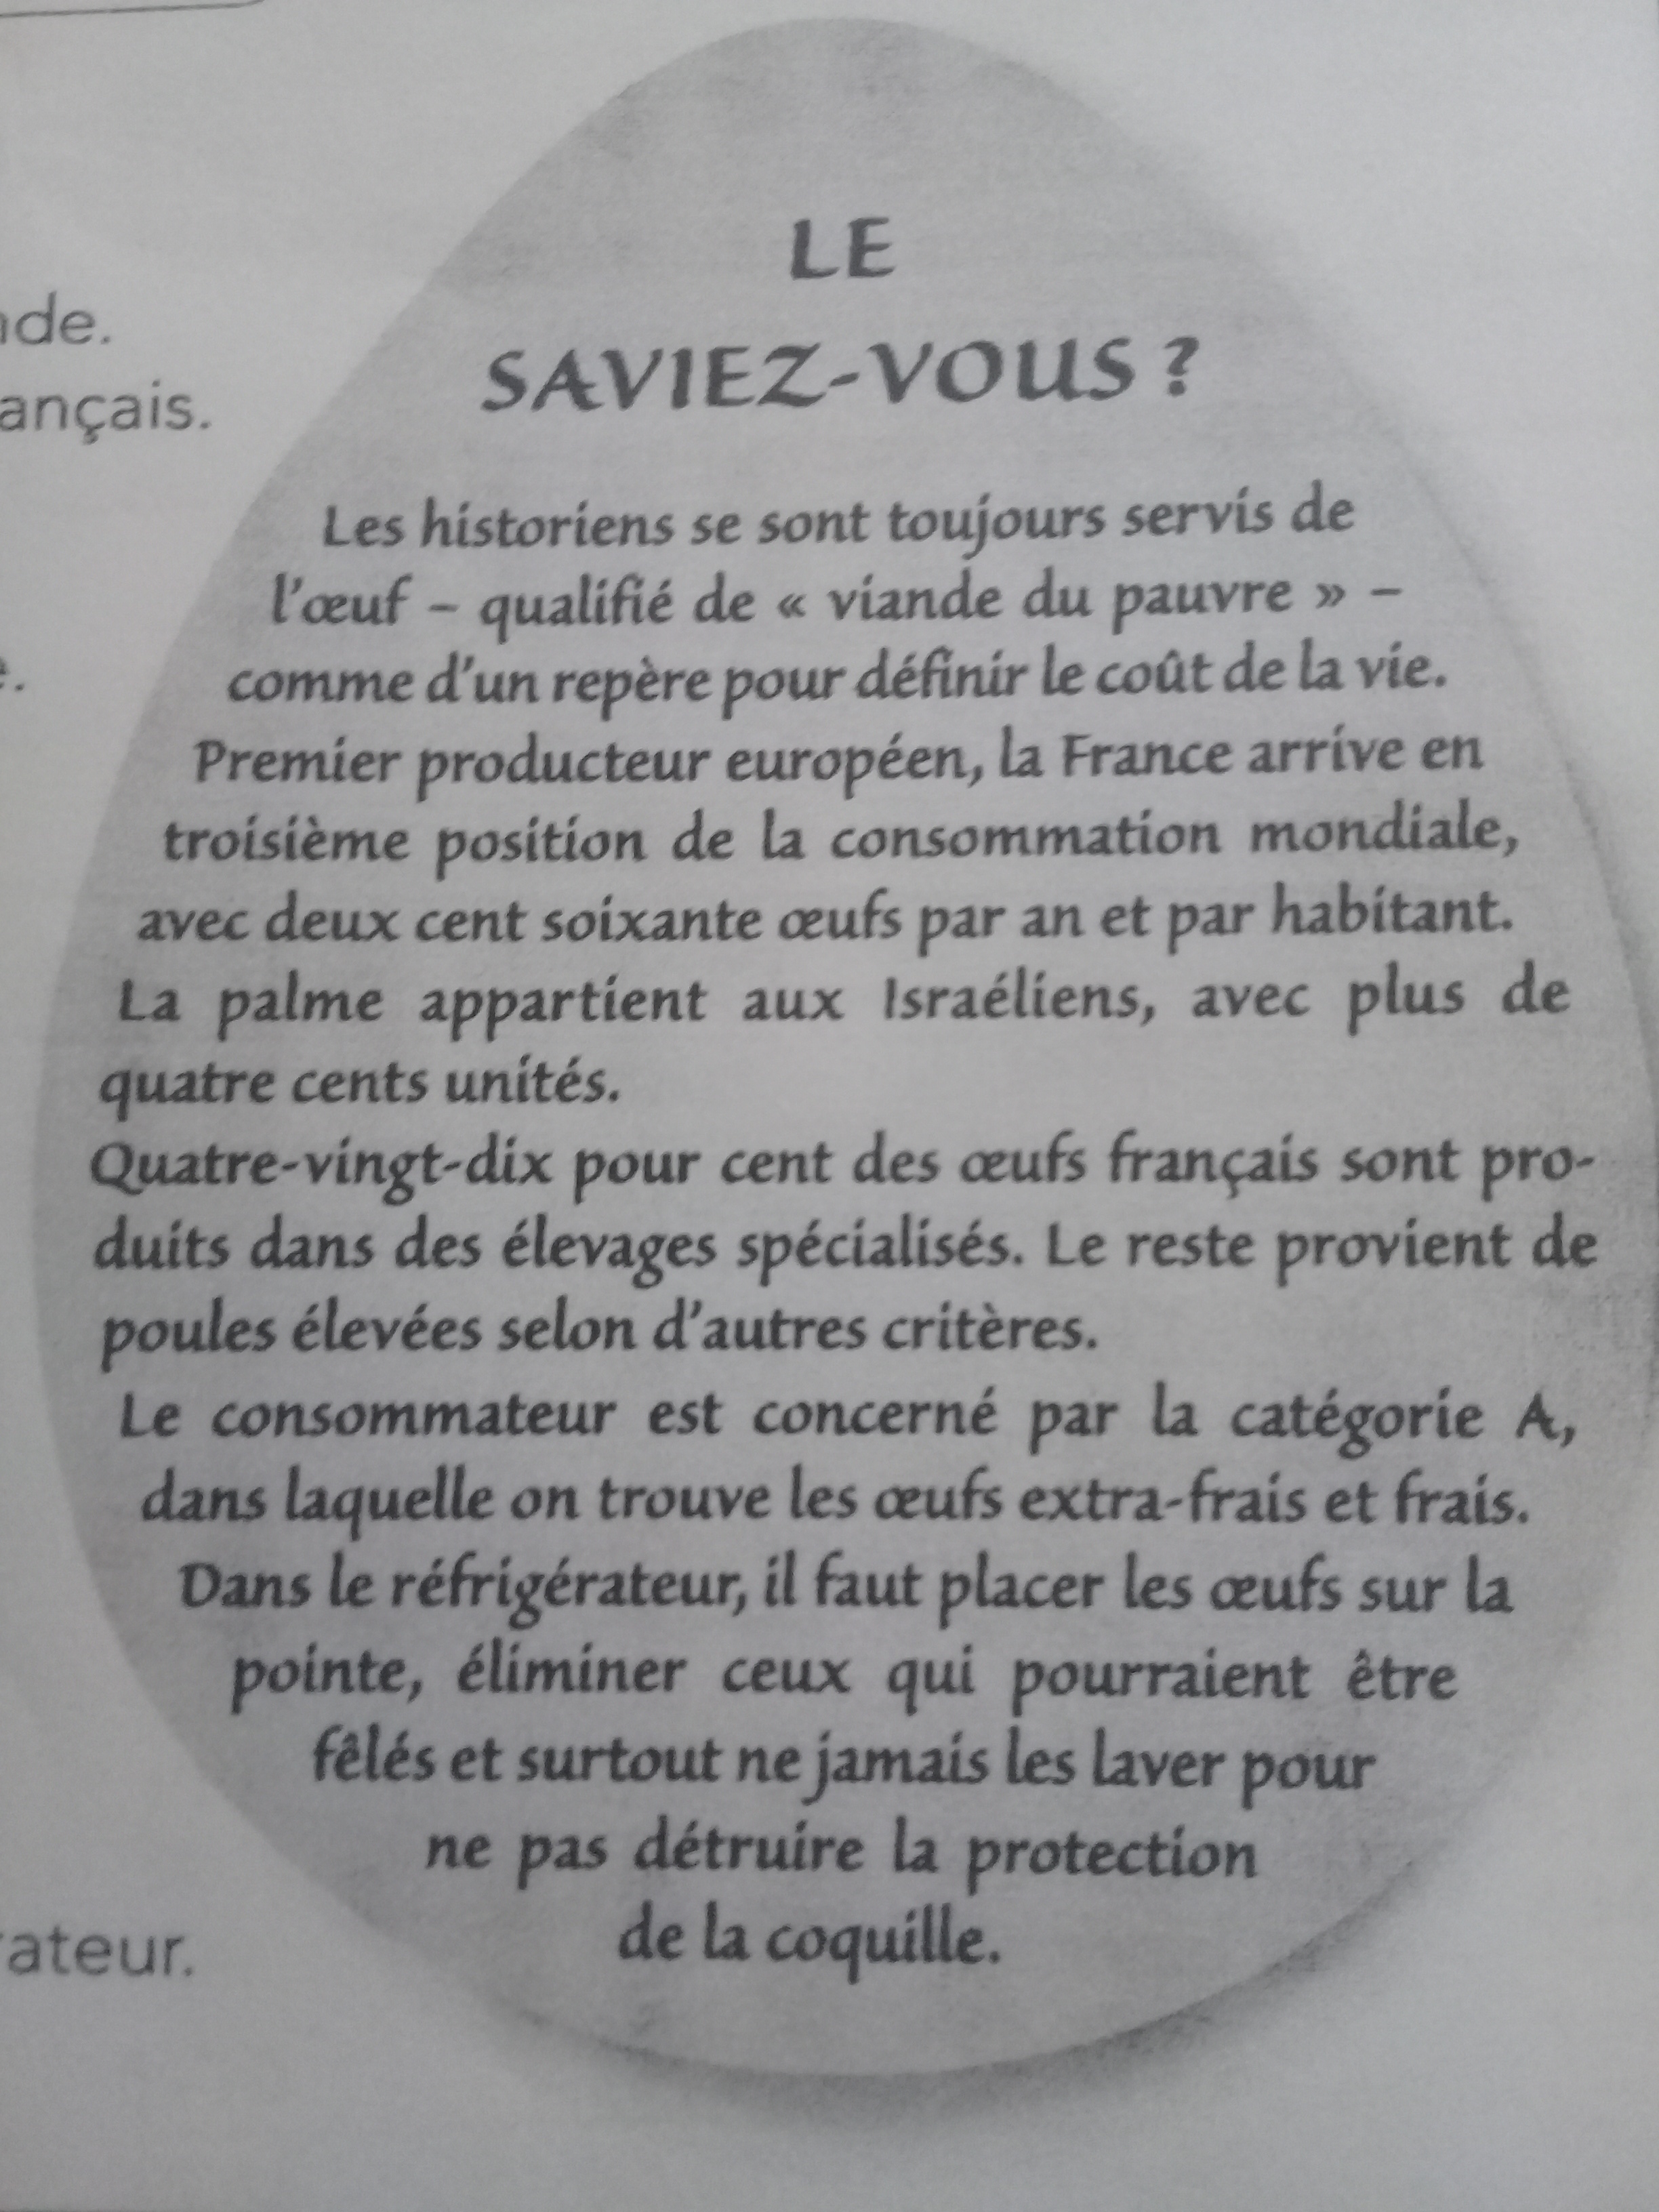 LE
SAVIEZ-VOUS ?
Les historiens se sont toujours servis de
l'œuf – qualifié de « viande du pauvre » –
comme d'un repère pour définir le coût de la vie.
Premier producteur européen, la France arrive en
troisième position de la consommation mondiale,
avec deux cent soixante œufs par an et par habitant.
La palme appartient aux Israéliens, avec plus de
quatre cents unités.
Quatre-vingt-dix pour cent des œufs français sont pro-
duits dans des élevages spécialisés. Le reste provient de
poules élevées selon d'autres critères.
Le consommateur est concerné par la catégorie A,
dans laquelle on trouve les œufs extra-frais et frais.
Dans le réfrigérateur, il faut placer les œufs sur la
pointe, éliminer ceux qui pourraient être
fêlés et surtout ne jamais les laver pour
ne pas détruire la protection
de la coquille.